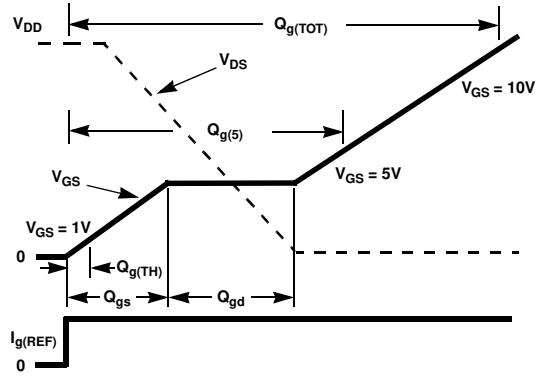 V_DD
Q_g(TOT)
V_DS
V_GS = 10V
Q_g(5)
V_GS
V_GS = 5V
V_GS = 1V
0
Q_g(TH)
Q_gs
Q_gd
I_g(REF)
0